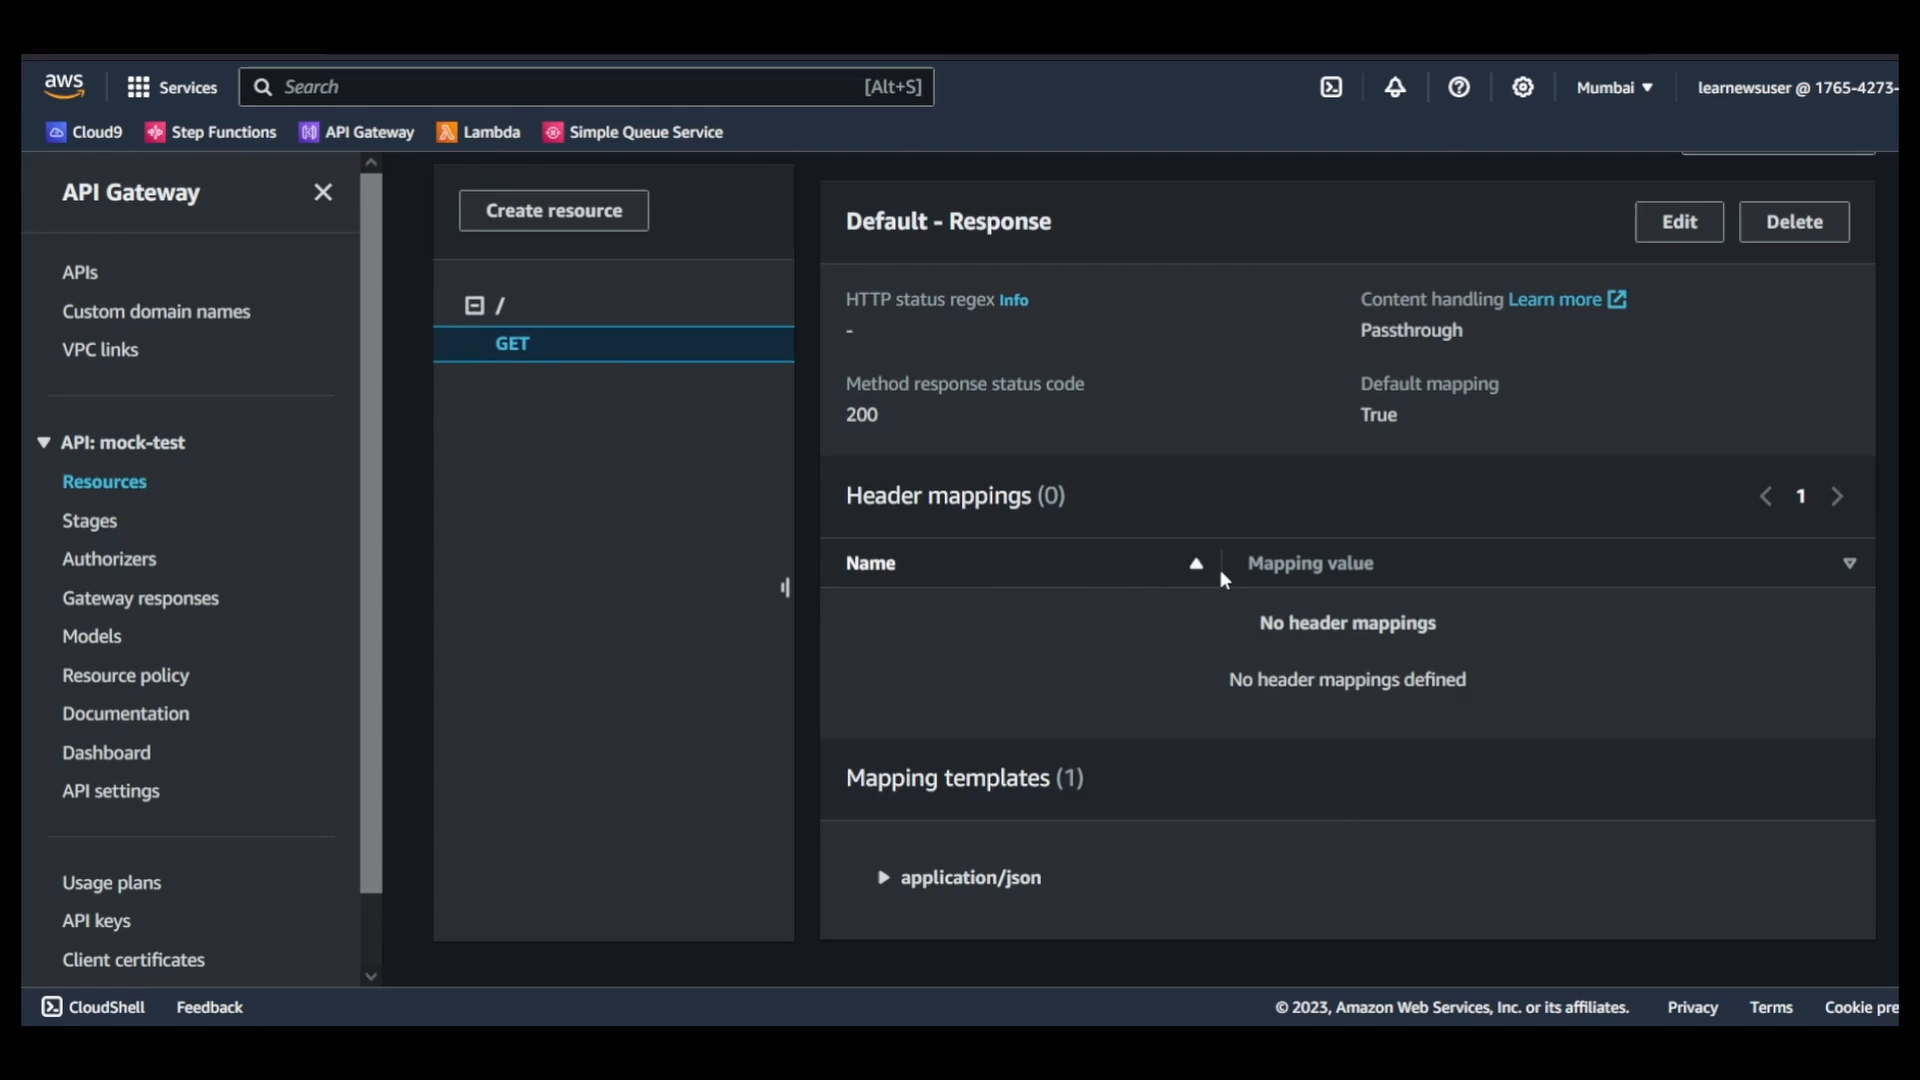 aws
Services
Search
[Alt+S]
Mumbai
learnewsuser @ 1765-4273-
Cloud9
Step Functions
API Gateway
Lambda
Simple Queue Service
API Gateway
APIs
Custom domain names
VPC links
API: mock-test
Resources
Stages
Authorizers
Gateway responses
Models
Resource policy
Documentation
Dashboard
API settings
Usage plans
API keys
Client certificates
Create resource
/
GET
Default - Response
Edit
Delete
HTTP status regex Info
-
Content handling Learn more
Passthrough
Method response status code
200
Default mapping
True
Header mappings (0)
1
Name
Mapping value
No header mappings
No header mappings defined
Mapping templates (1)
application/json
CloudShell
Feedback
© 2023, Amazon Web Services, Inc. or its affiliates.
Privacy
Terms
Cookie pre